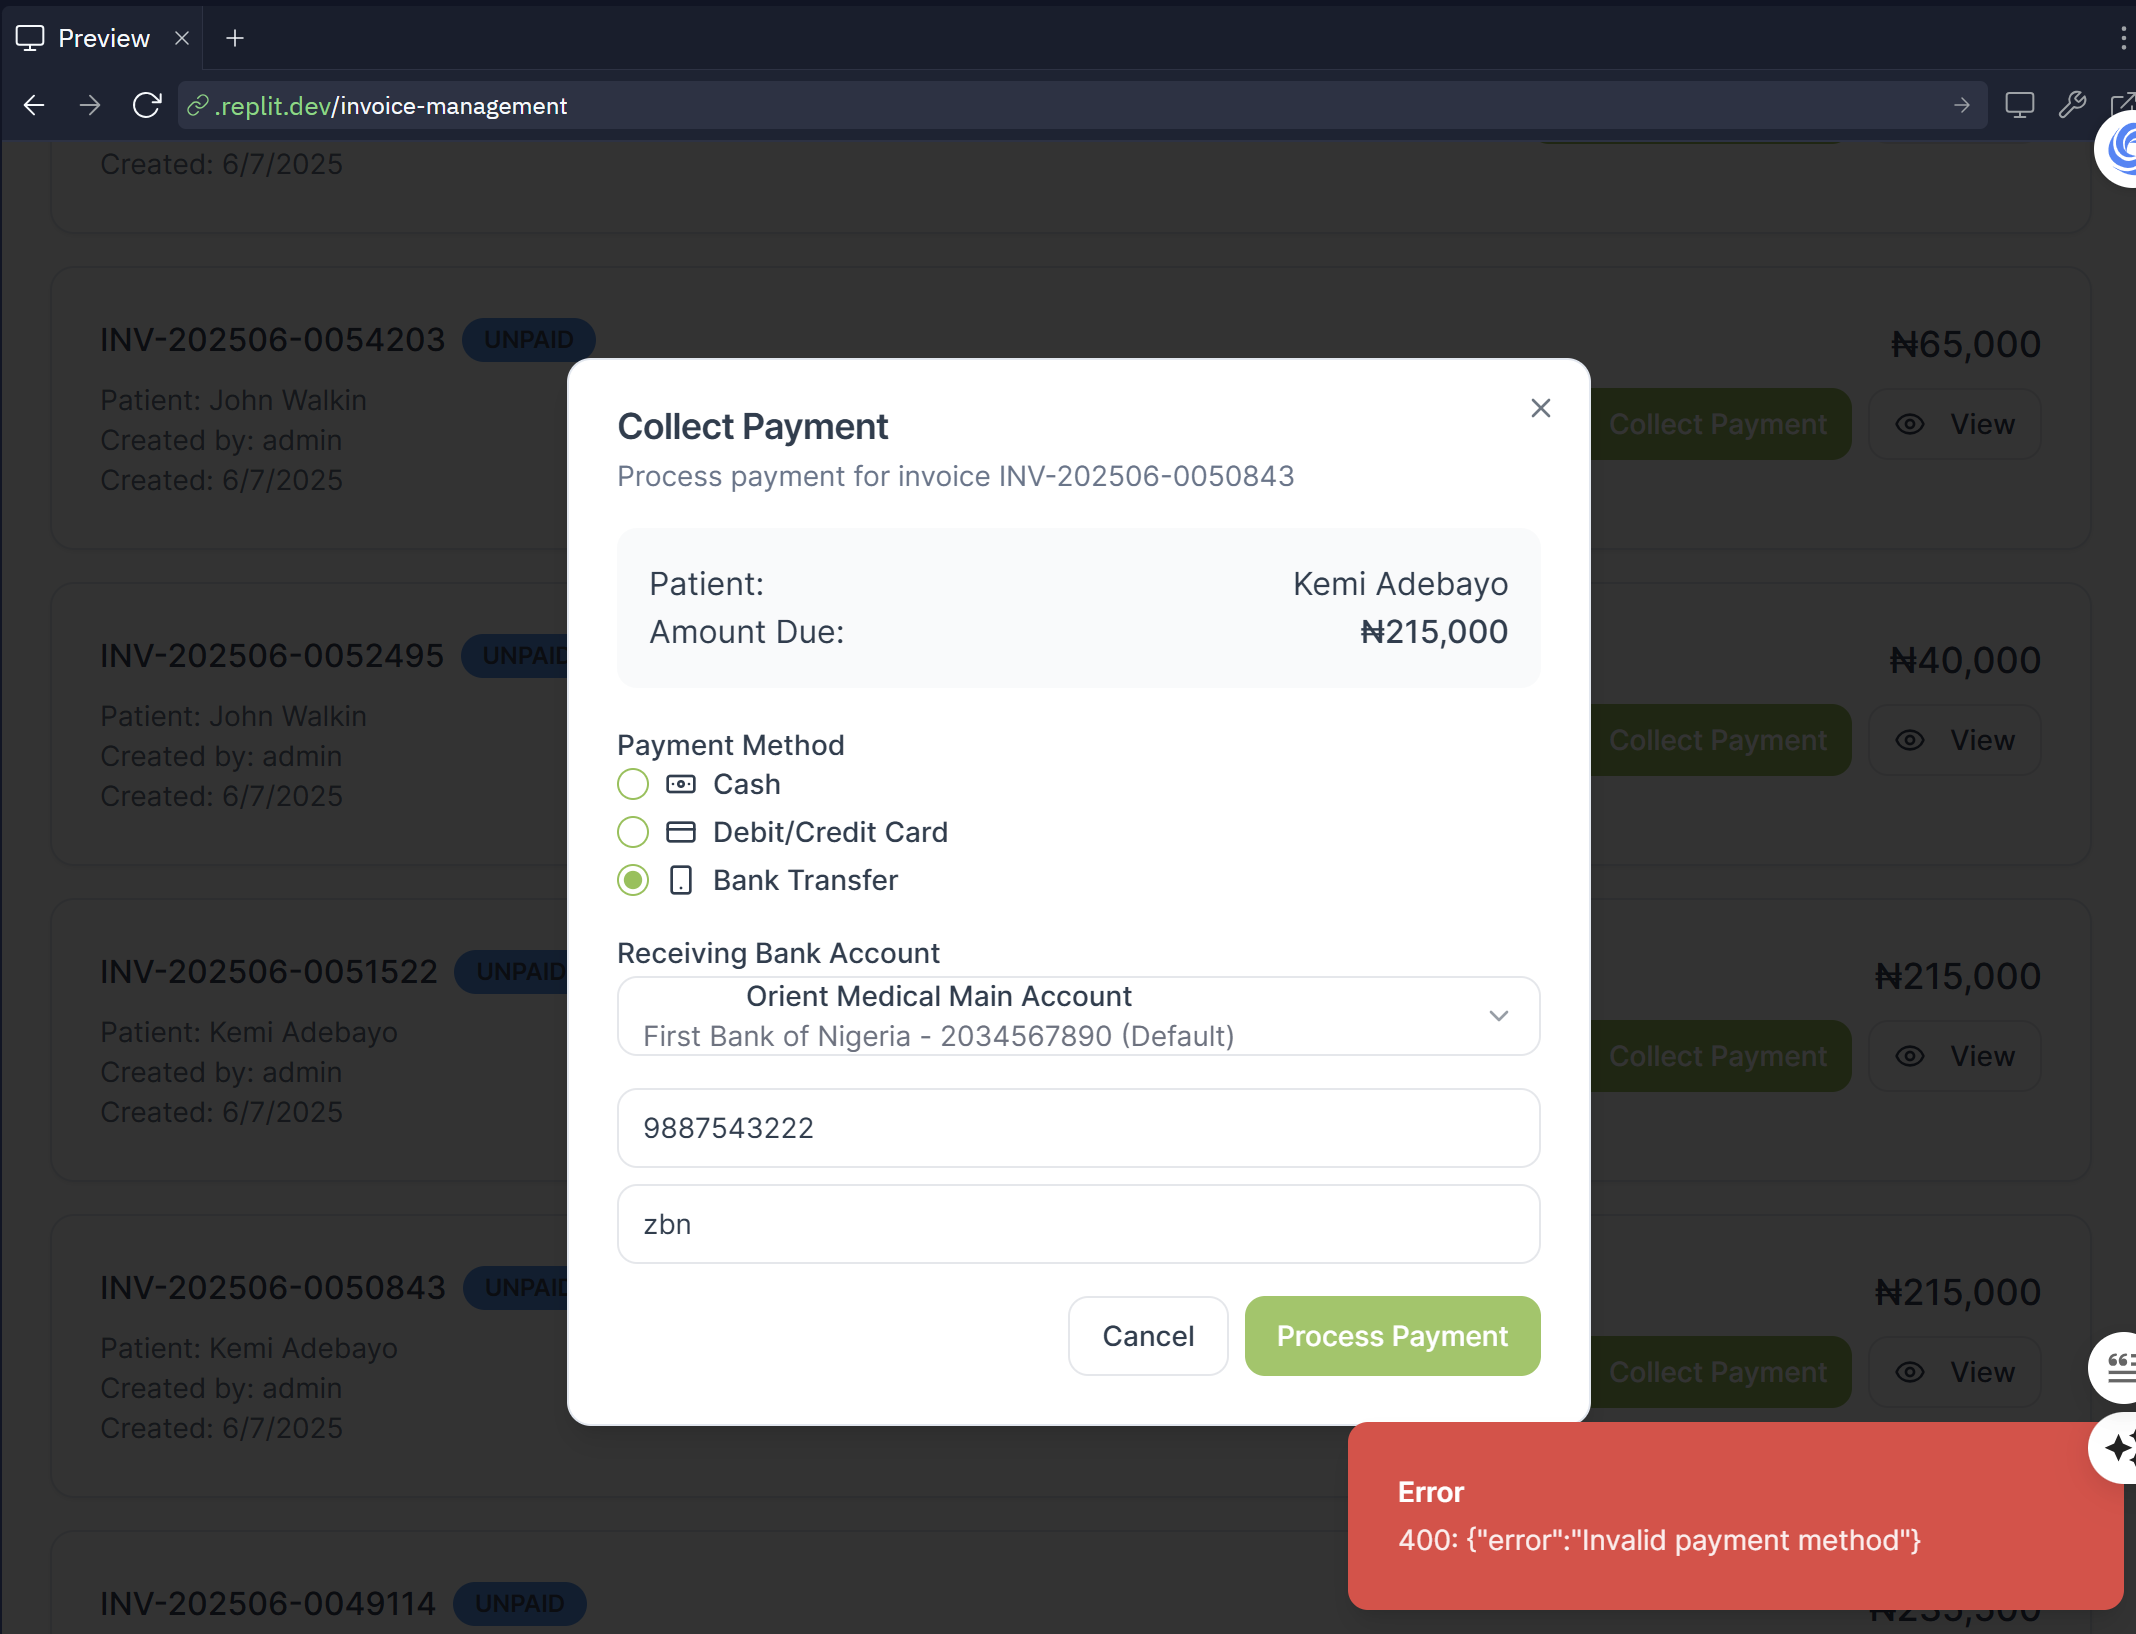 Preview
.replit.dev/invoice-management
Created: 6/7/2025
INV-202506-0054203 UNPAID
₦65,000
Patient: John Walkin
Created by: admin
Created: 6/7/2025
Collect Payment View
INV-202506-0052495 UNPAID
₦40,000
Patient: John Walkin
Created by: admin
Created: 6/7/2025
Collect Payment View
INV-202506-0051522 UNPAID
₦215,000
Patient: Kemi Adebayo
Created by: admin
Created: 6/7/2025
Collect Payment View
INV-202506-0050843 UNPAID
₦215,000
Patient: Kemi Adebayo
Created by: admin
Created: 6/7/2025
Collect Payment View
INV-202506-0049114 UNPAID
Collect Payment
Process payment for invoice INV-202506-0050843
Patient: Kemi Adebayo
Amount Due: ₦215,000
Payment Method
Cash
Debit/Credit Card
Bank Transfer
Receiving Bank Account
Orient Medical Main Account
First Bank of Nigeria - 2034567890 (Default)
9887543222
zbn
Cancel Process Payment
Error
400: {"error":"Invalid payment method"}